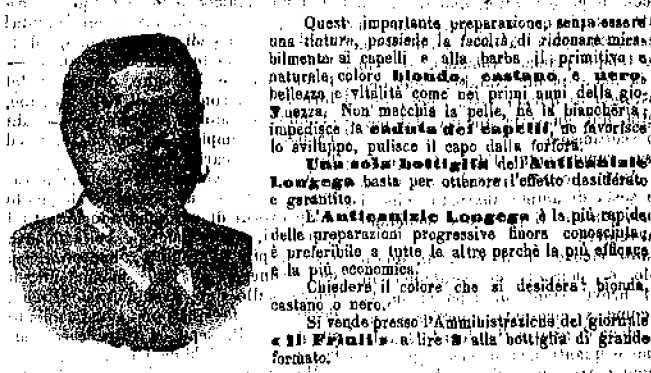 Quest' importante preparazione, senza essere
una tintura, possiede la facoltà di ridonare mira-
bilmente ai capelli e alla barba il primitivo e
naturale colore biondo, castano e nero,
bellezza e vitalità come nei primi anni della gio-
vinezza. Non macchia la pelle, nè la biancheria;
impedisce la caduta dei capelli, ne favorisce
lo sviluppo, pulisce il capo dalla forfora.
Una sola bottiglia dell'Anticanizie
Longega basta per ottenere l'effetto desiderato
e garantito.
L'Anticanizie Longega è la più rapida
delle preparazioni progressive finora conosciute;
è preferibile a tutte le altre perchè la più efficace
e la più economica.
Chiedere il colore che si desidera: bionda,
castano o nero.
Si vende presso l'Amministrazione del giornale
« Il Friuli » a lire 3 alla bottiglia di grande
formato.